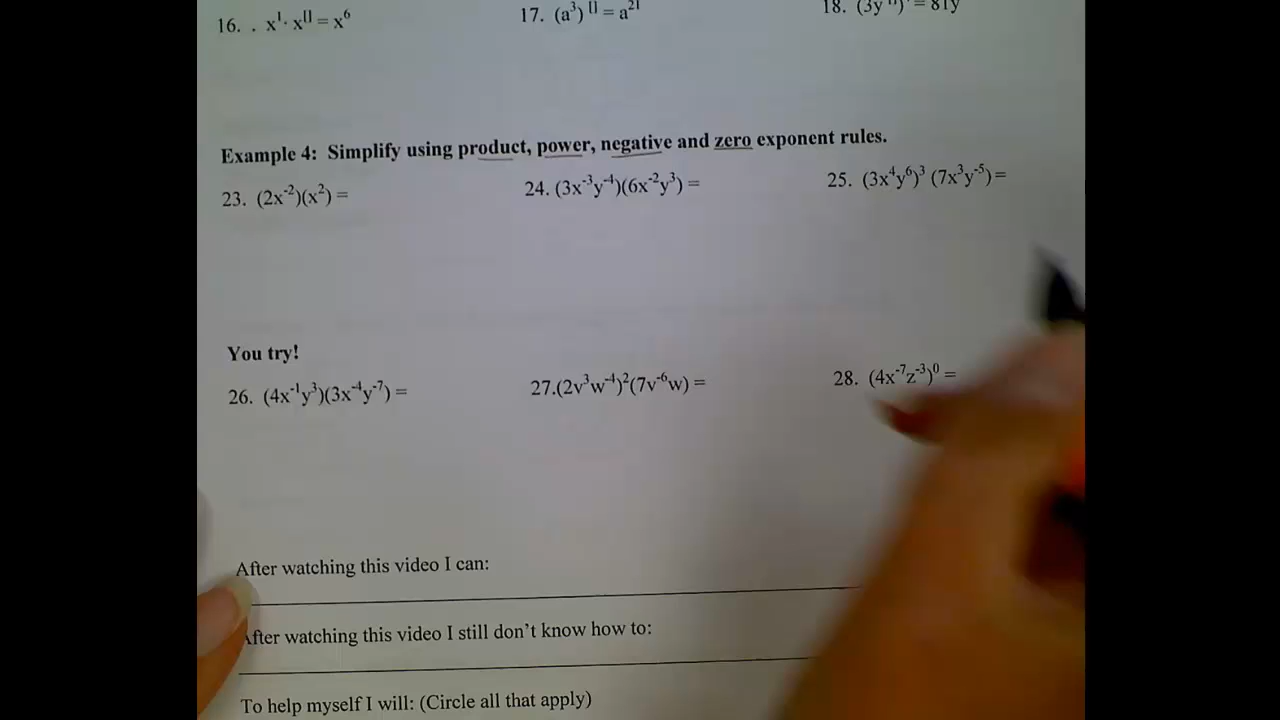 16. . x¹· x[] = x⁶
17. (a³) [] = a²¹
18. (3y = 81y
Example 4: Simplify using product, power, negative and zero exponent rules.
23. (2x⁻²)(x²) =
24. (3x⁻³y⁻⁴)(6x⁻²y³) =
25. (3x⁴y⁶)³ (7x³y⁻⁵) =
You try!
26. (4x⁻¹y³)(3x⁻⁴y⁻⁷) =
27.(2v³w⁻⁴)²(7v⁻⁶w) =
28. (4x⁻⁷z⁻³)⁰ =
After watching this video I can:
After watching this video I still don’t know how to:
To help myself I will: (Circle all that apply)